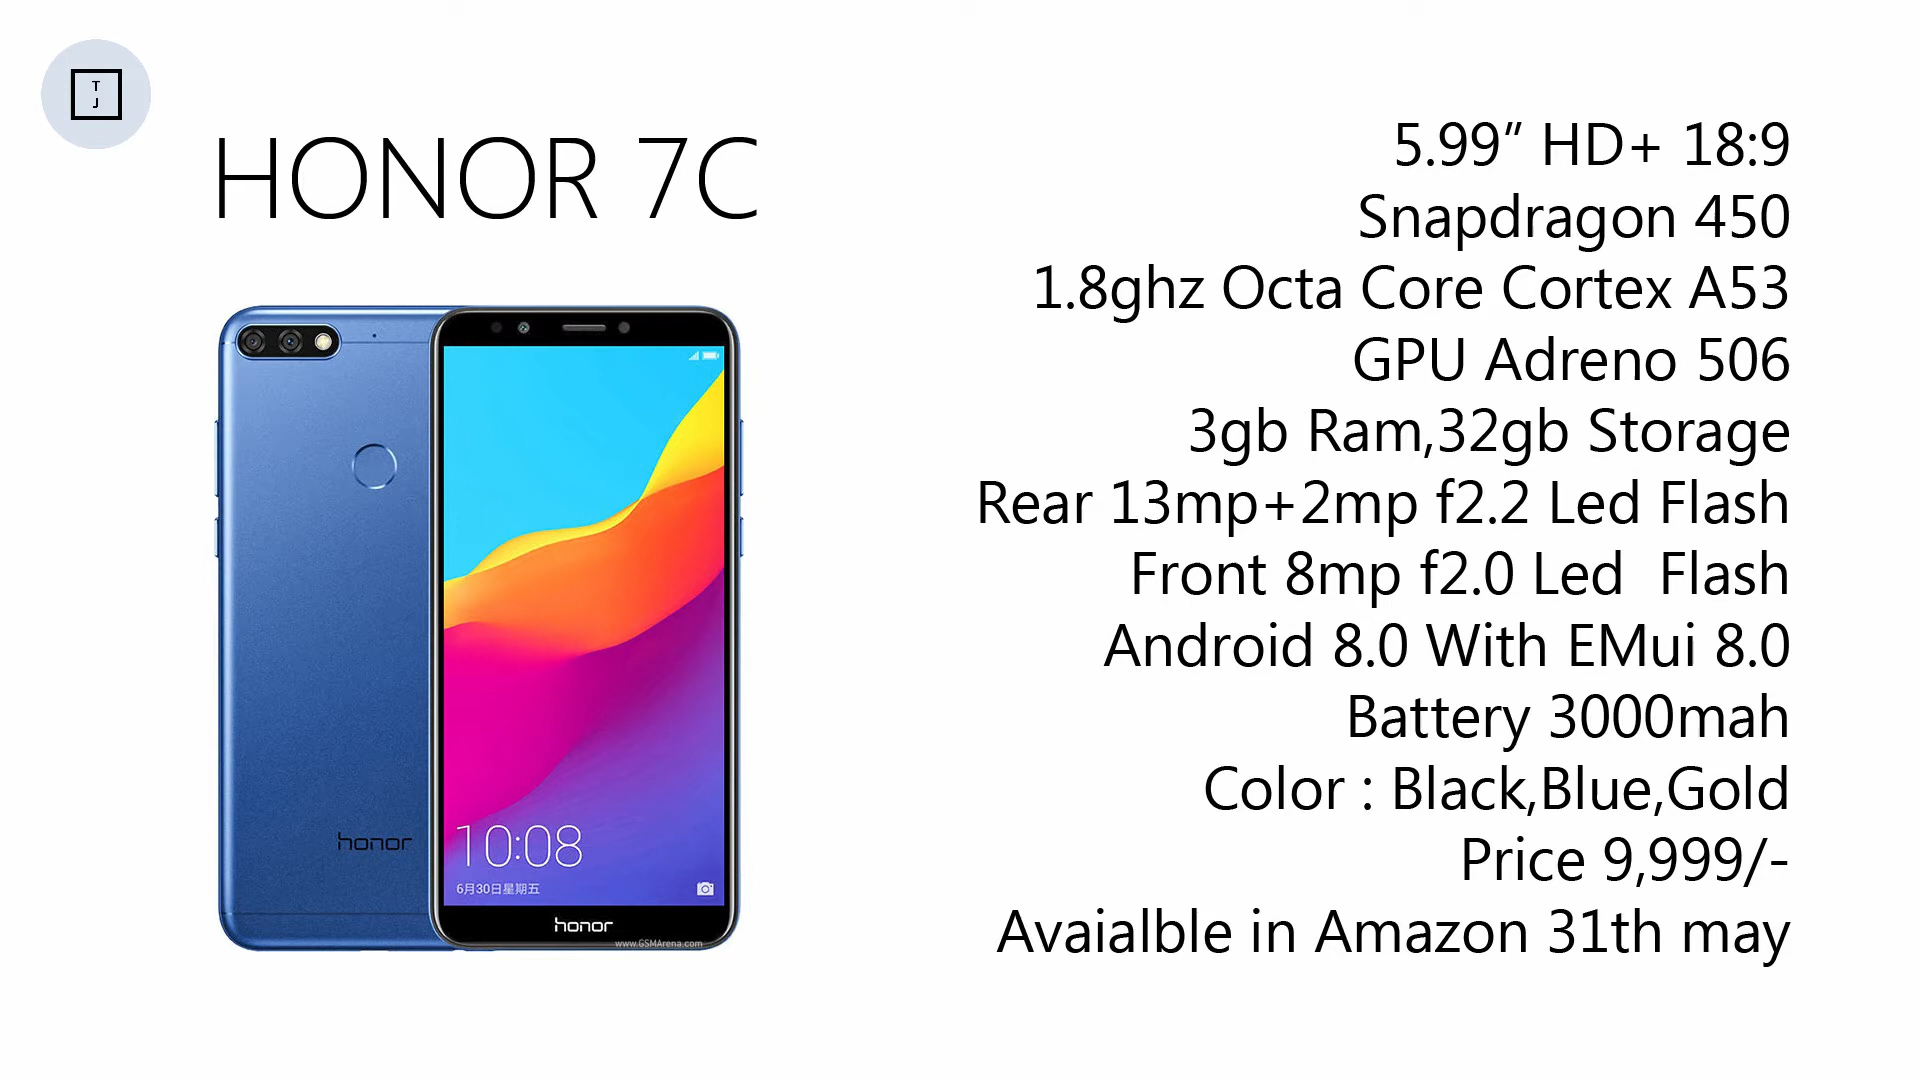 T
J
HONOR 7C
5.99” HD+ 18:9
Snapdragon 450
1.8ghz Octa Core Cortex A53
GPU Adreno 506
3gb Ram,32gb Storage
Rear 13mp+2mp f2.2 Led Flash
Front 8mp f2.0 Led  Flash
Android 8.0 With EMui 8.0
Battery 3000mah
Color : Black,Blue,Gold
Price 9,999/-
Avaialble in Amazon 31th may
honor
10:08
6月30日星期五
honor
www.GSMArena.com